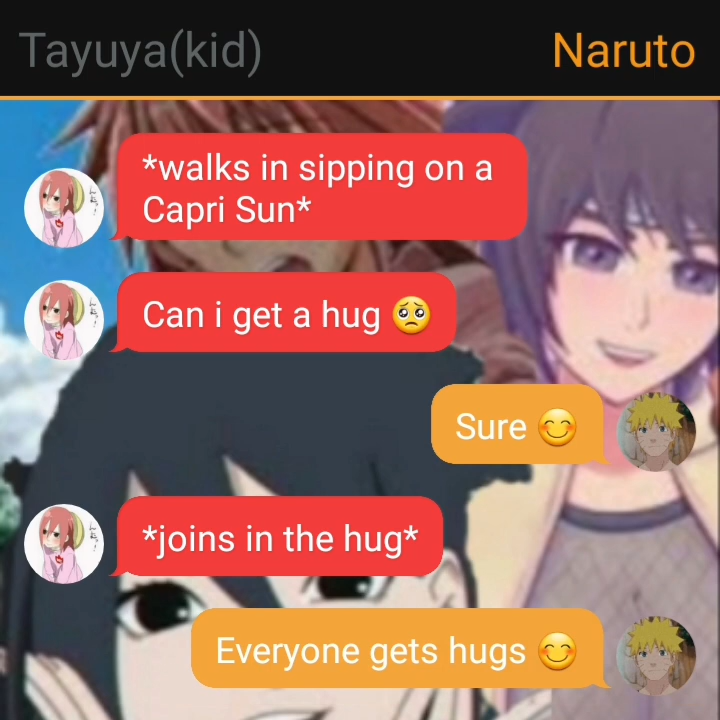 Tayuya(kid)
Naruto
*walks in sipping on a
Capri Sun*
Can i get a hug 🥺
Sure 😊
*joins in the hug*
Everyone gets hugs 😊